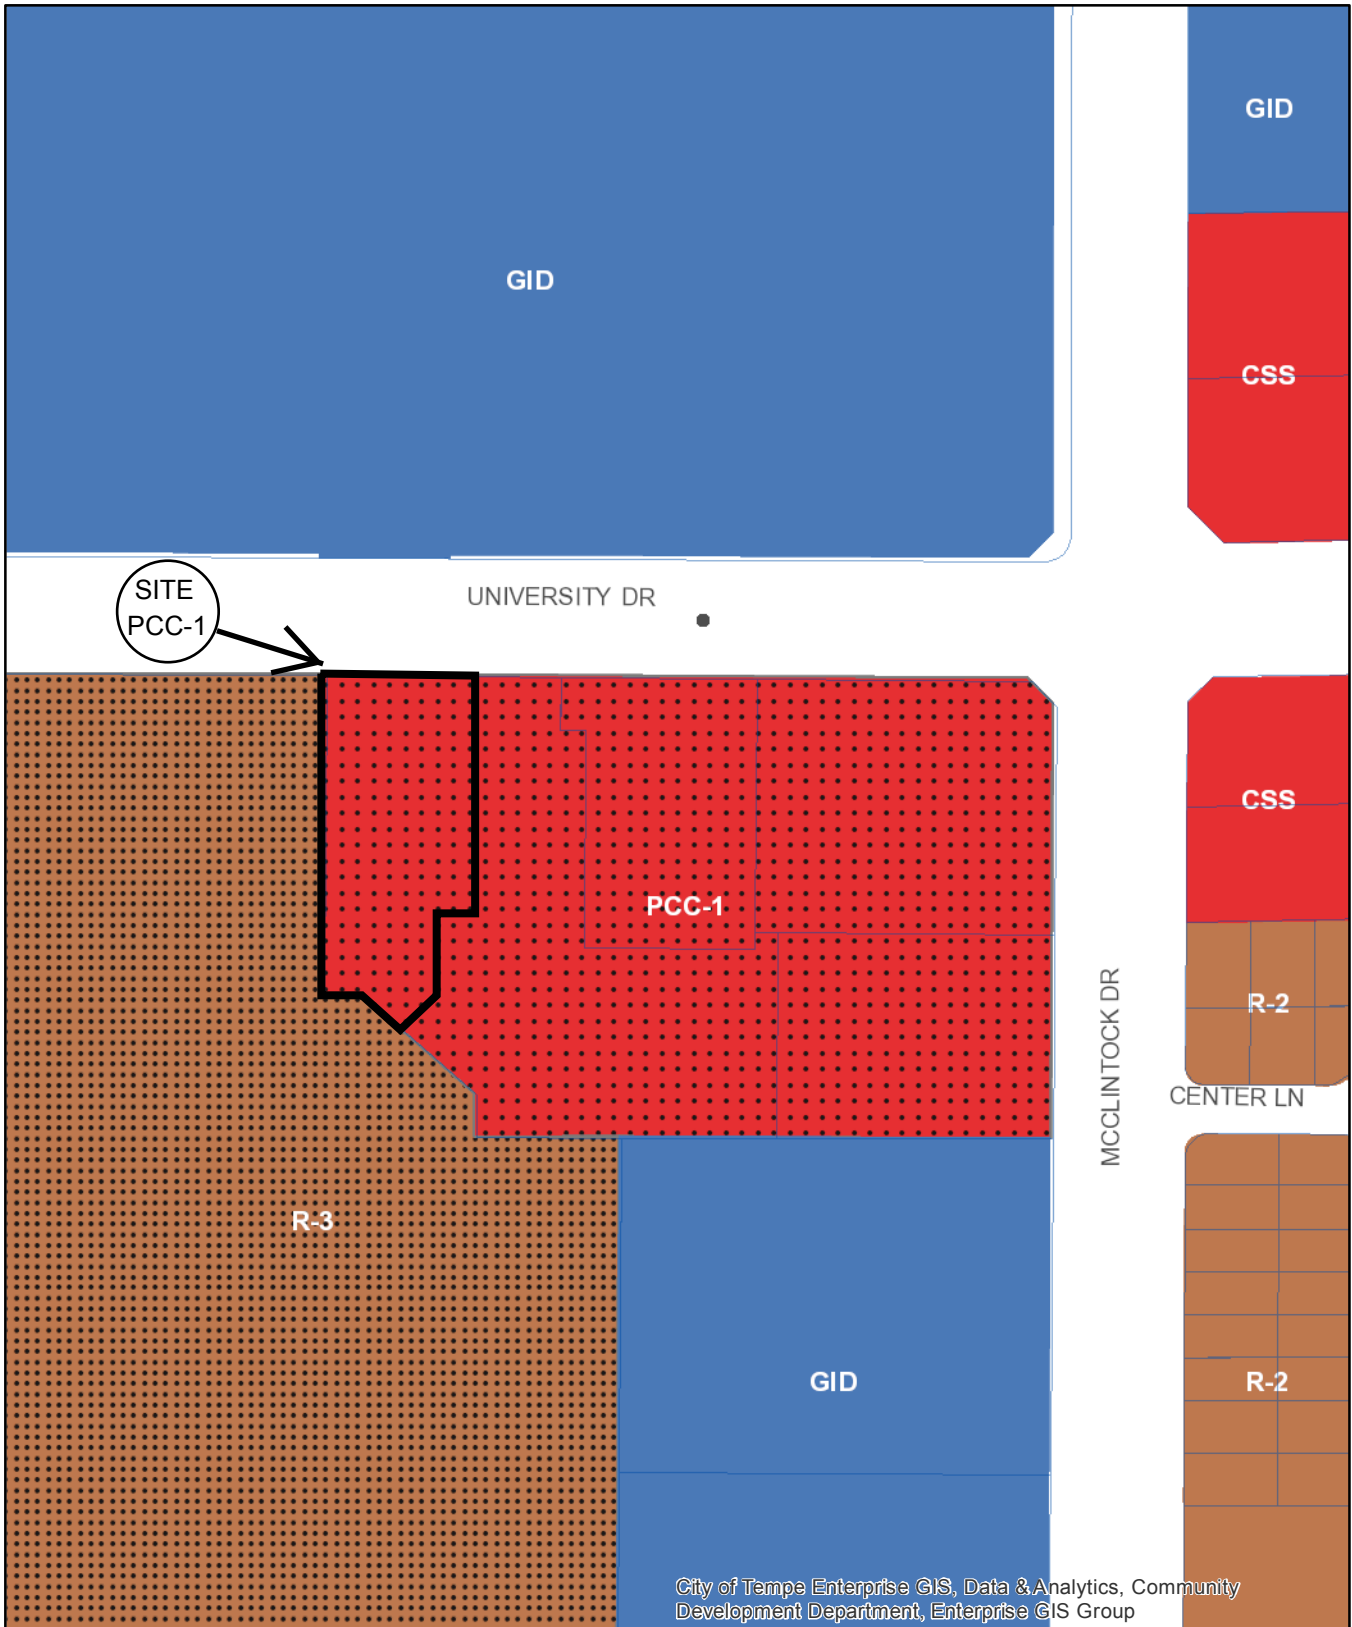 GID
GID
CSS
SITE
PCC-1
UNIVERSITY DR
CSS
PCC-1
R-2
MCCLINTOCK DR
CENTER LN
R-3
GID
R-2
City of Tempe Enterprise GIS, Data & Analytics, Community
Development Department, Enterprise GIS Group